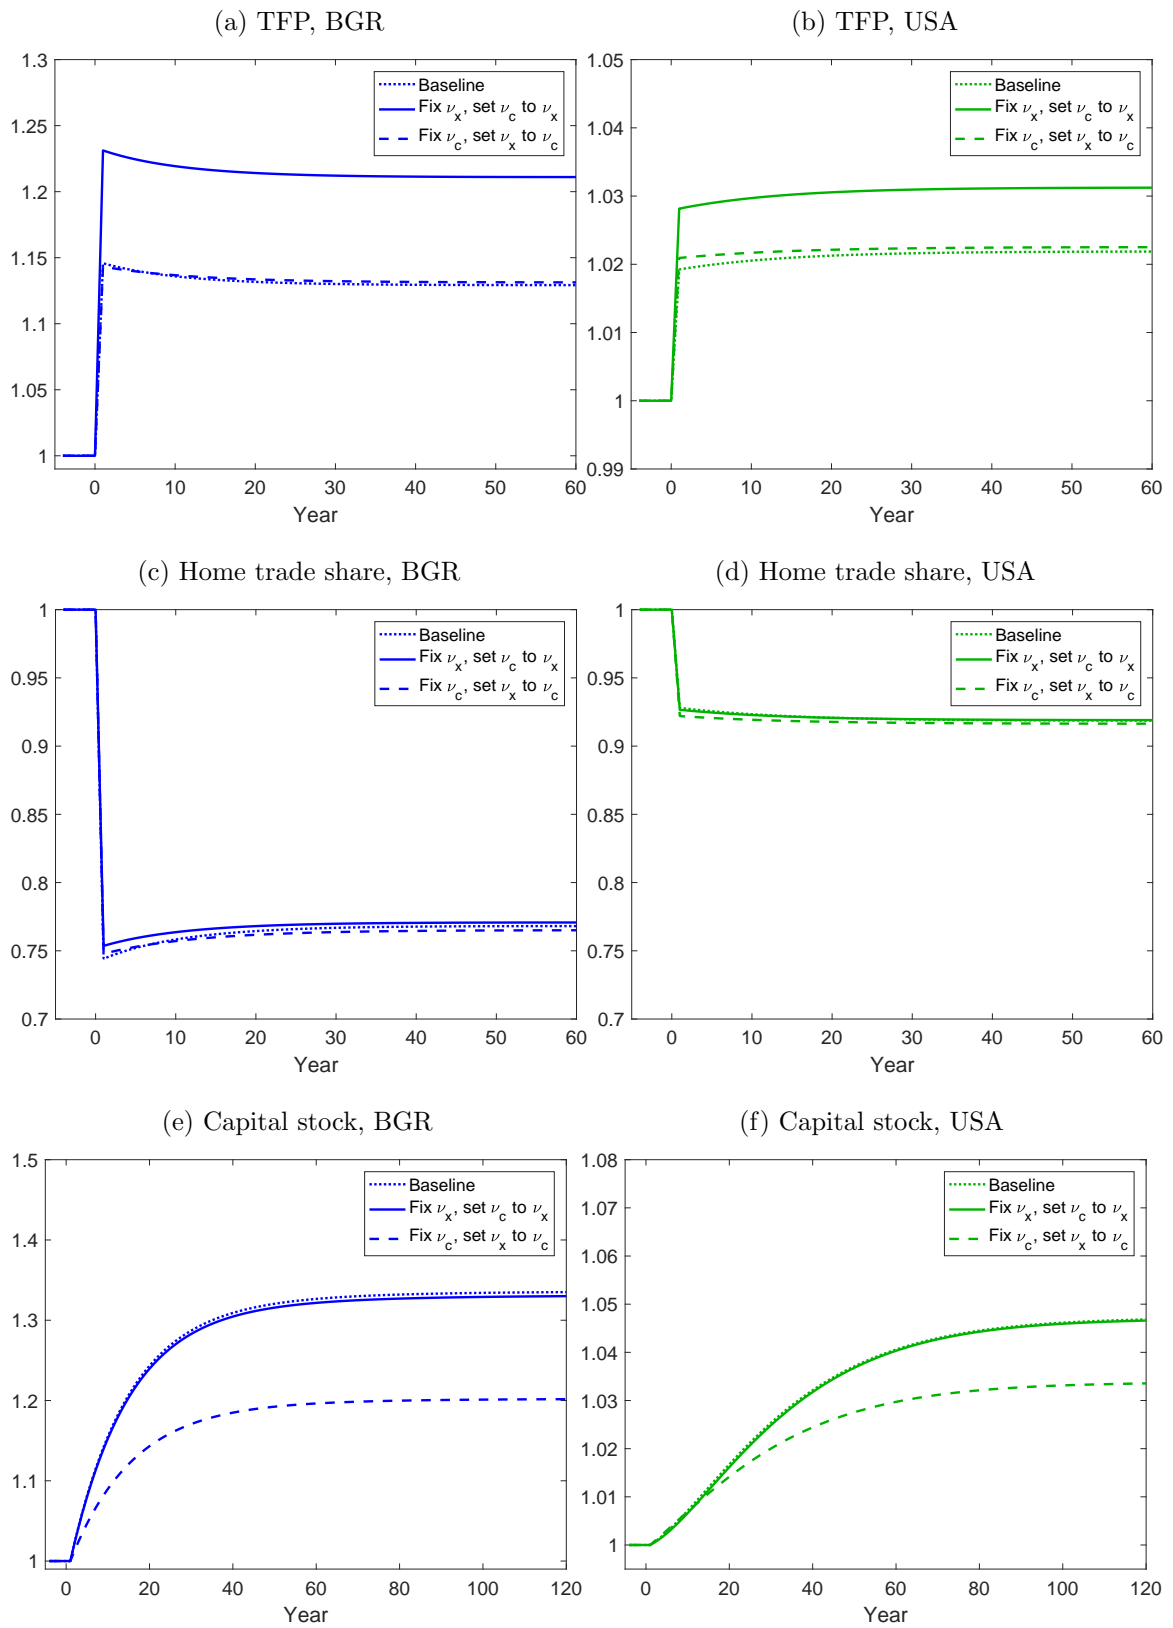 (a) TFP, BGR
1.3
1.25
1.2
1.15
1.1
1.05
1
0 10 20 30 40 50 60
Year
Baseline
Fix ν_x, set ν_c to ν_x
Fix ν_c, set ν_x to ν_c
(b) TFP, USA
1.05
1.04
1.03
1.02
1.01
1
0.99
0 10 20 30 40 50 60
Year
Baseline
Fix ν_x, set ν_c to ν_x
Fix ν_c, set ν_x to ν_c
(c) Home trade share, BGR
1
0.95
0.9
0.85
0.8
0.75
0.7
0 10 20 30 40 50 60
Year
Baseline
Fix ν_x, set ν_c to ν_x
Fix ν_c, set ν_x to ν_c
(d) Home trade share, USA
1
0.95
0.9
0.85
0.8
0.75
0.7
0 10 20 30 40 50 60
Year
Baseline
Fix ν_x, set ν_c to ν_x
Fix ν_c, set ν_x to ν_c
(e) Capital stock, BGR
1.5
1.4
1.3
1.2
1.1
1
0 20 40 60 80 100 120
Year
Baseline
Fix ν_x, set ν_c to ν_x
Fix ν_c, set ν_x to ν_c
(f) Capital stock, USA
1.08
1.07
1.06
1.05
1.04
1.03
1.02
1.01
1
0 20 40 60 80 100 120
Year
Baseline
Fix ν_x, set ν_c to ν_x
Fix ν_c, set ν_x to ν_c